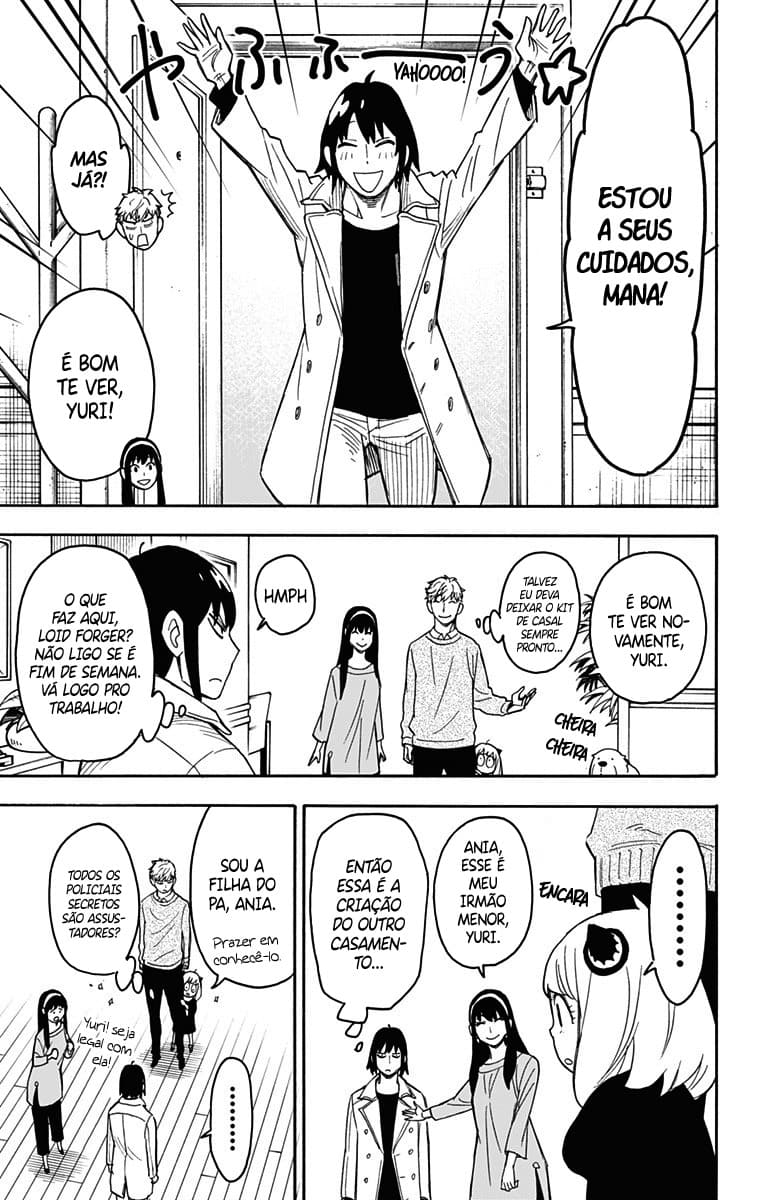 やふふーう☆
YAHOOOO!
ESTOU
A SEUS
CUIDADOS,
MANA!
MAS
JÁ?!
É BOM
TE VER,
YURI!
É BOM
TE VER NO-
VAMENTE,
YURI.
TALVEZ
EU DEVA
DEIXAR O KIT
DE CASAL
SEMPRE
PRONTO...
CHEIRA
CHEIRA
HMPH
O QUE
FAZ AQUI,
LOID FORGER?
NÃO LIGO SE É
FIM DE SEMANA.
VÁ LOGO PRO
TRABALHO!
........
ENCARA
ANIA,
ESSE É
MEU
IRMÃO
MENOR,
YURI.
ENTÃO
ESSA É A
CRIAÇÃO
DO OUTRO
CASAMEN-
TO...
SOU A
FILHA DO
PA, ANIA.
Prazer em
conhecê-lo.
TODOS OS
POLICIAIS
SECRETOS
SÃO ASSUS-
TADORES?
Yuri! seja
legal com
ela!
.......